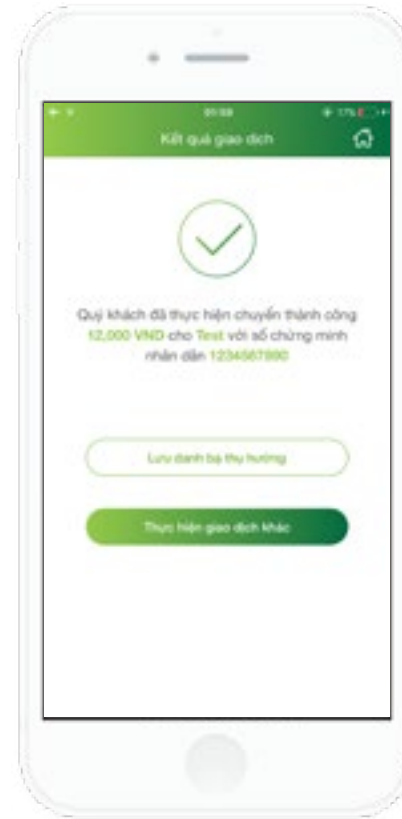 Kết quả giao dịch
Quý khách đã thực hiện chuyển thành công
12,000 VND cho Test với số chứng minh
nhân dân 1234567890
Lưu danh bạ thụ hưởng
Thực hiện giao dịch khác